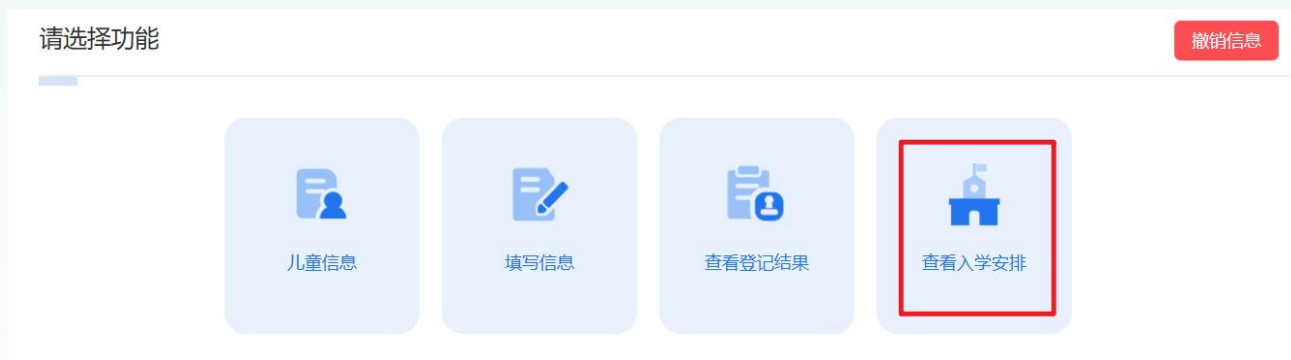 请选择功能
撤销信息
儿童信息
填写信息
查看登记结果
查看入学安排